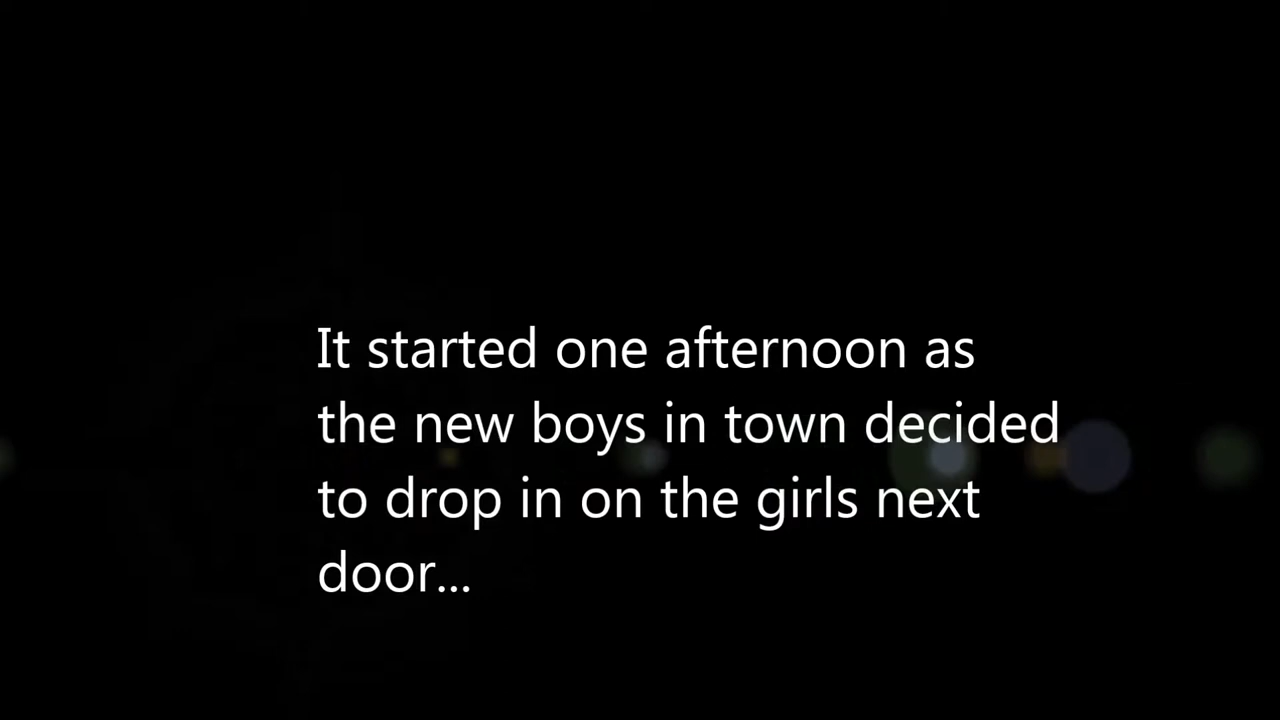 It started one afternoon as
the new boys in town decided
to drop in on the girls next
door...